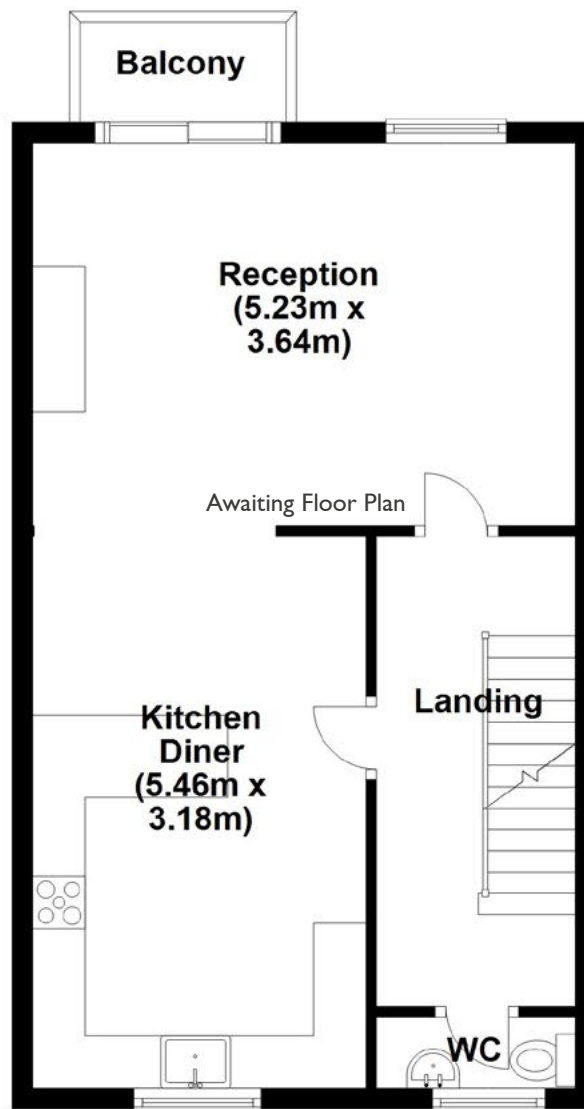 Balcony
Reception
(5.23m x
3.64m)
Awaiting Floor Plan
Landing
Kitchen
Diner
(5.46m x
3.18m)
WC